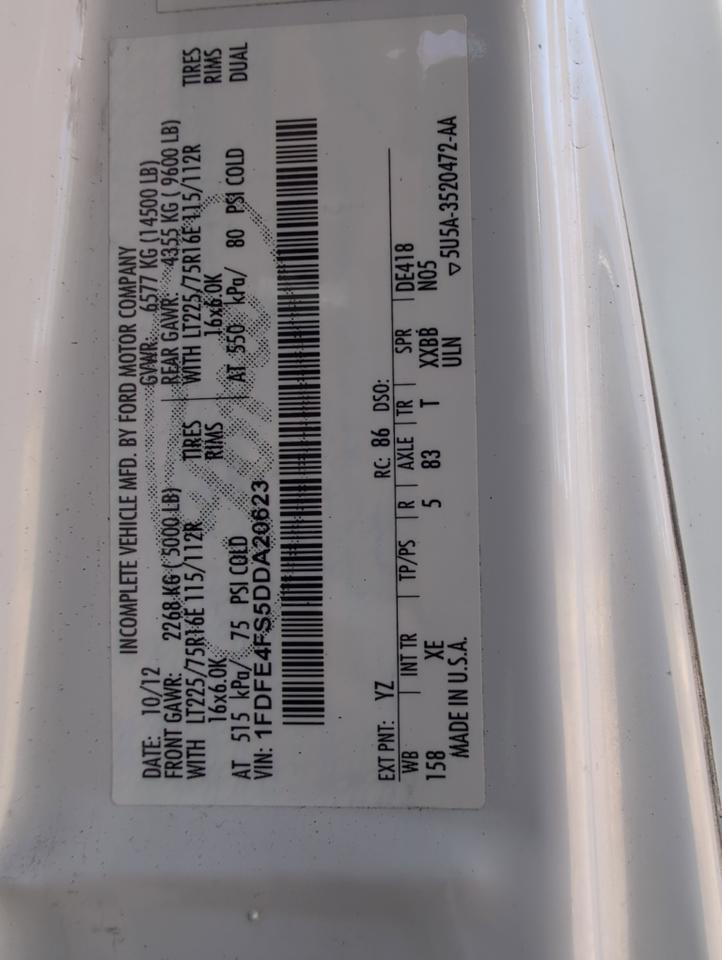 INCOMPLETE VEHICLE MFD. BY FORD MOTOR COMPANY
DATE: 10/12 GVWR: 6577 KG (14500 LB)
FRONT GAWR: 2268 KG (5000 LB) REAR GAWR: 4355 KG (9600 LB)
WITH LT225/75R16E 115/112R TIRES WITH LT225/75R16E 115/112R TIRES
16x6.0K RIMS 16x6.0K RIMS
AT 515 kPa/ 75 PSI COLD AT 550 kPa/ 80 PSI COLD DUAL
VIN: 1FDFE4FS5DDA20623
EXT PNT: YZ RC: 86 DSO:
WB INT TR TP/PS R AXLE TR SPR DE418
158 XE 5 83 T XXBB N05
MADE IN U.S.A. ULN
▽5U5A-3520472-AA